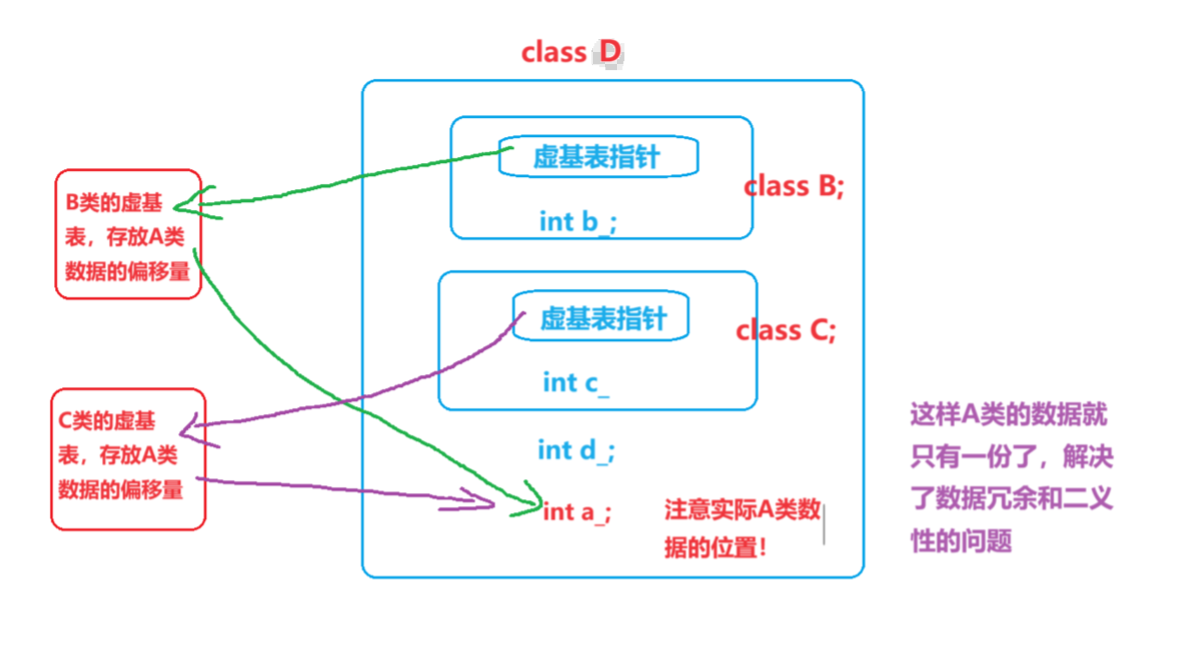 class D
虚基表指针
class B;
int b_;
B类的虚基
表，存放A类
数据的偏移量
虚基表指针
class C;
int c_
C类的虚基
表，存放A类
数据的偏移量
int d_;
int a_;
注意实际A类数
据的位置！
这样A类的数据就
只有一份了，解决
了数据冗余和二义
性的问题